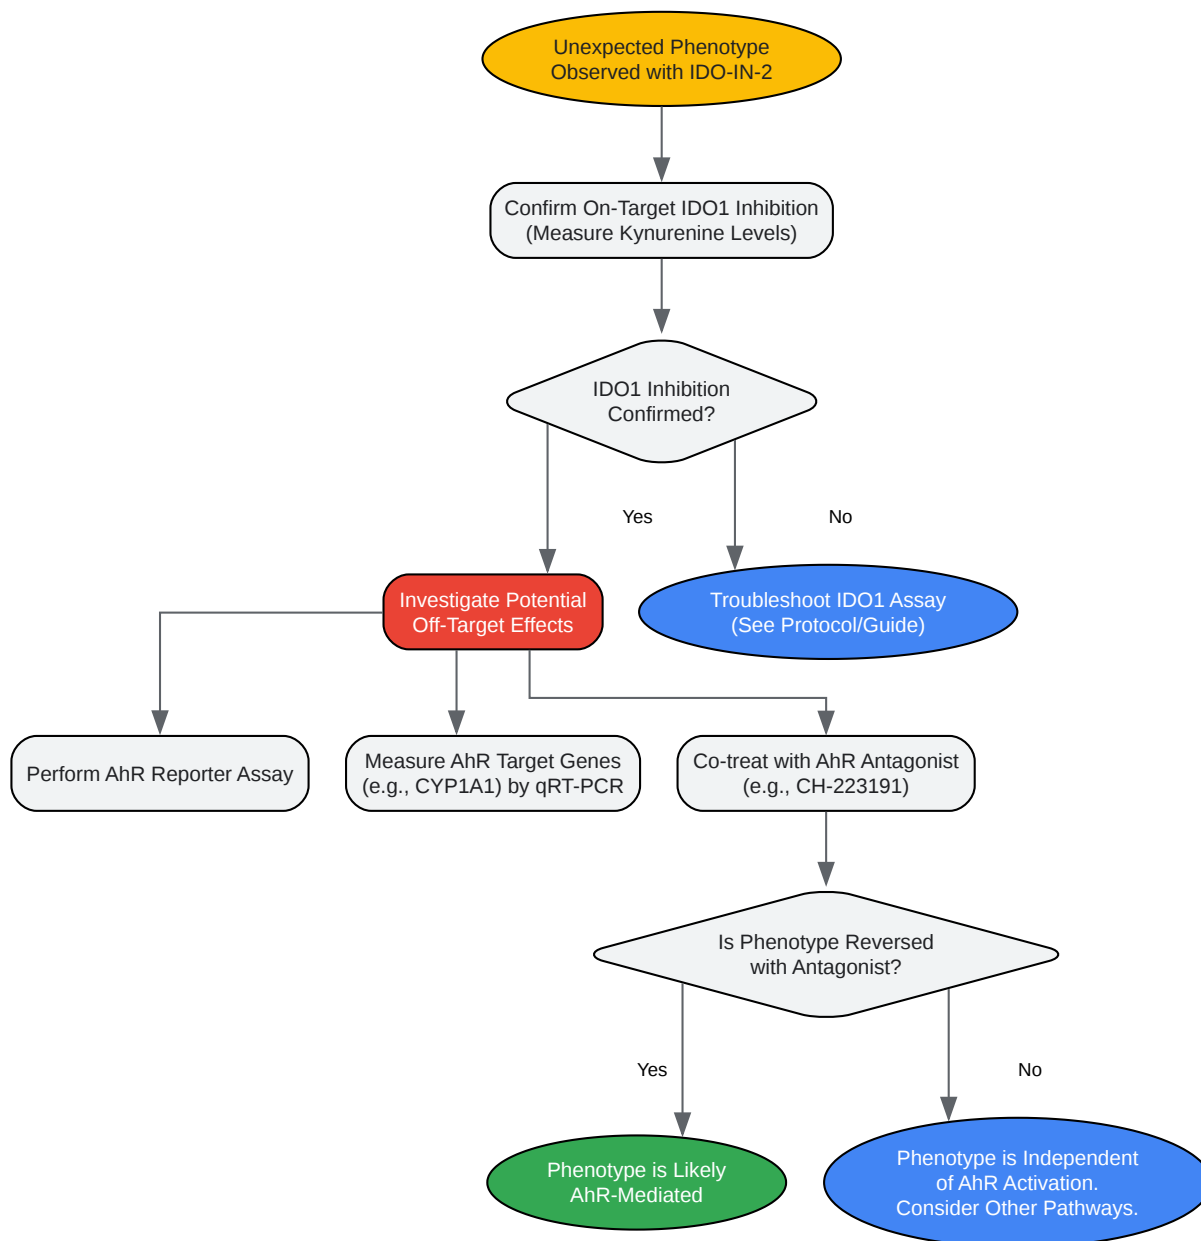 Unexpected Phenotype
Observed with IDO-IN-2
Confirm On-Target IDO1 Inhibition
(Measure Kynurenine Levels)
IDO1 Inhibition
Confirmed?
Yes
No
Investigate Potential
Off-Target Effects
Troubleshoot IDO1 Assay
(See Protocol/Guide)
Perform AhR Reporter Assay
Measure AhR Target Genes
(e.g., CYP1A1) by qRT-PCR
Co-treat with AhR Antagonist
(e.g., CH-223191)
Is Phenotype Reversed
with Antagonist?
Yes
No
Phenotype is Likely
AhR-Mediated
Phenotype is Independent
of AhR Activation.
Consider Other Pathways.